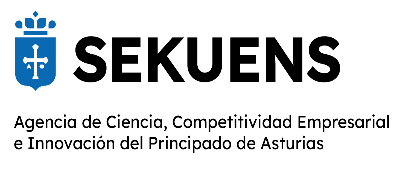 SEKUENS
Agencia de Ciencia, Competitividad Empresarial
e Innovación del Principado de Asturias